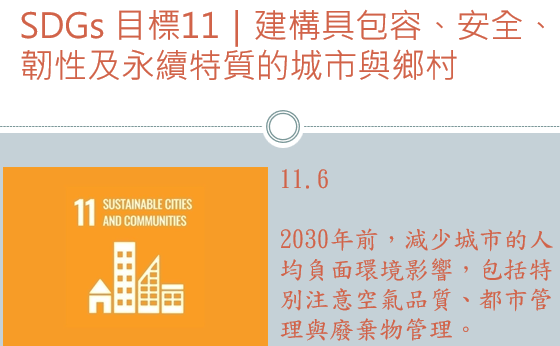 SDGs 目標11 | 建構具包容、安全、
韌性及永續特質的城市與鄉村
11 SUSTAINABLE CITIES
AND COMMUNITIES
11.6
2030年前，減少城市的人
均負面環境影響，包括特
別注意空氣品質、都市管
理與廢棄物管理。